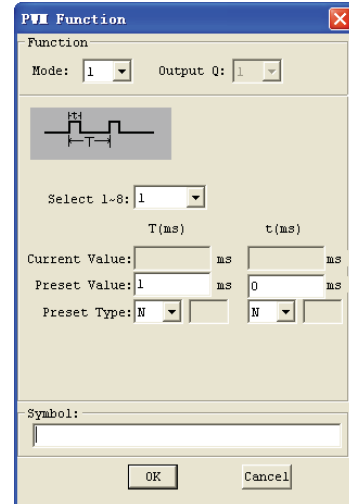 PWM Function
Function
Mode: 1 Output Q: 1
t
T
Select 1~8: 1
T(ms) t(ms)
Current Value: ms ms
Preset Value: 1 ms 0 ms
Preset Type: N N
Symbol:
OK Cancel